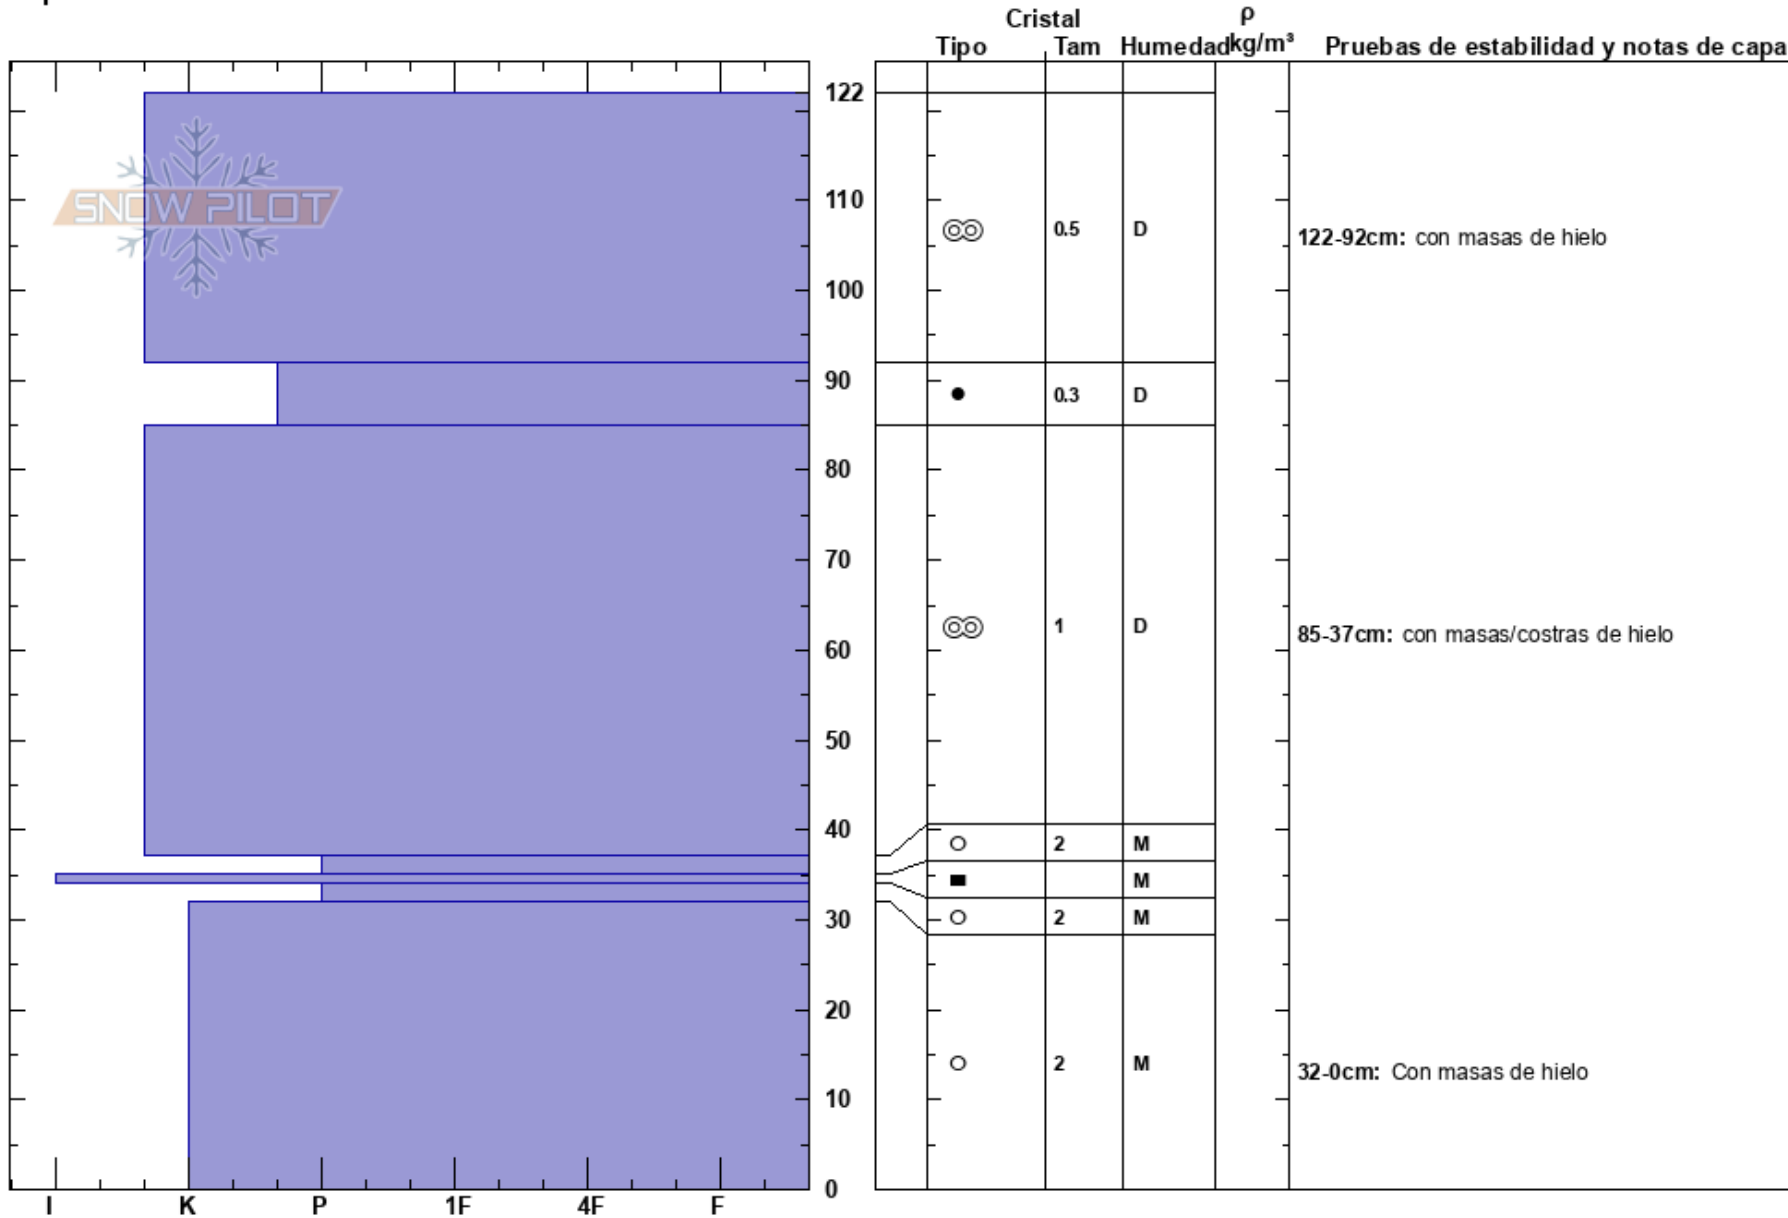 Cristal
ρ
Tipo Tam Humedad kg/m³ Pruebas de estabilidad y notas de capa
122
SNOW PILOT
110
0.5 D
122-92cm: con masas de hielo
100
90
0.3 D
80
70
1 D
85-37cm: con masas/costras de hielo
60
50
40
2 M
M
30
2 M
20
2 M
32-0cm: Con masas de hielo
10
0
I K P 1F 4F F